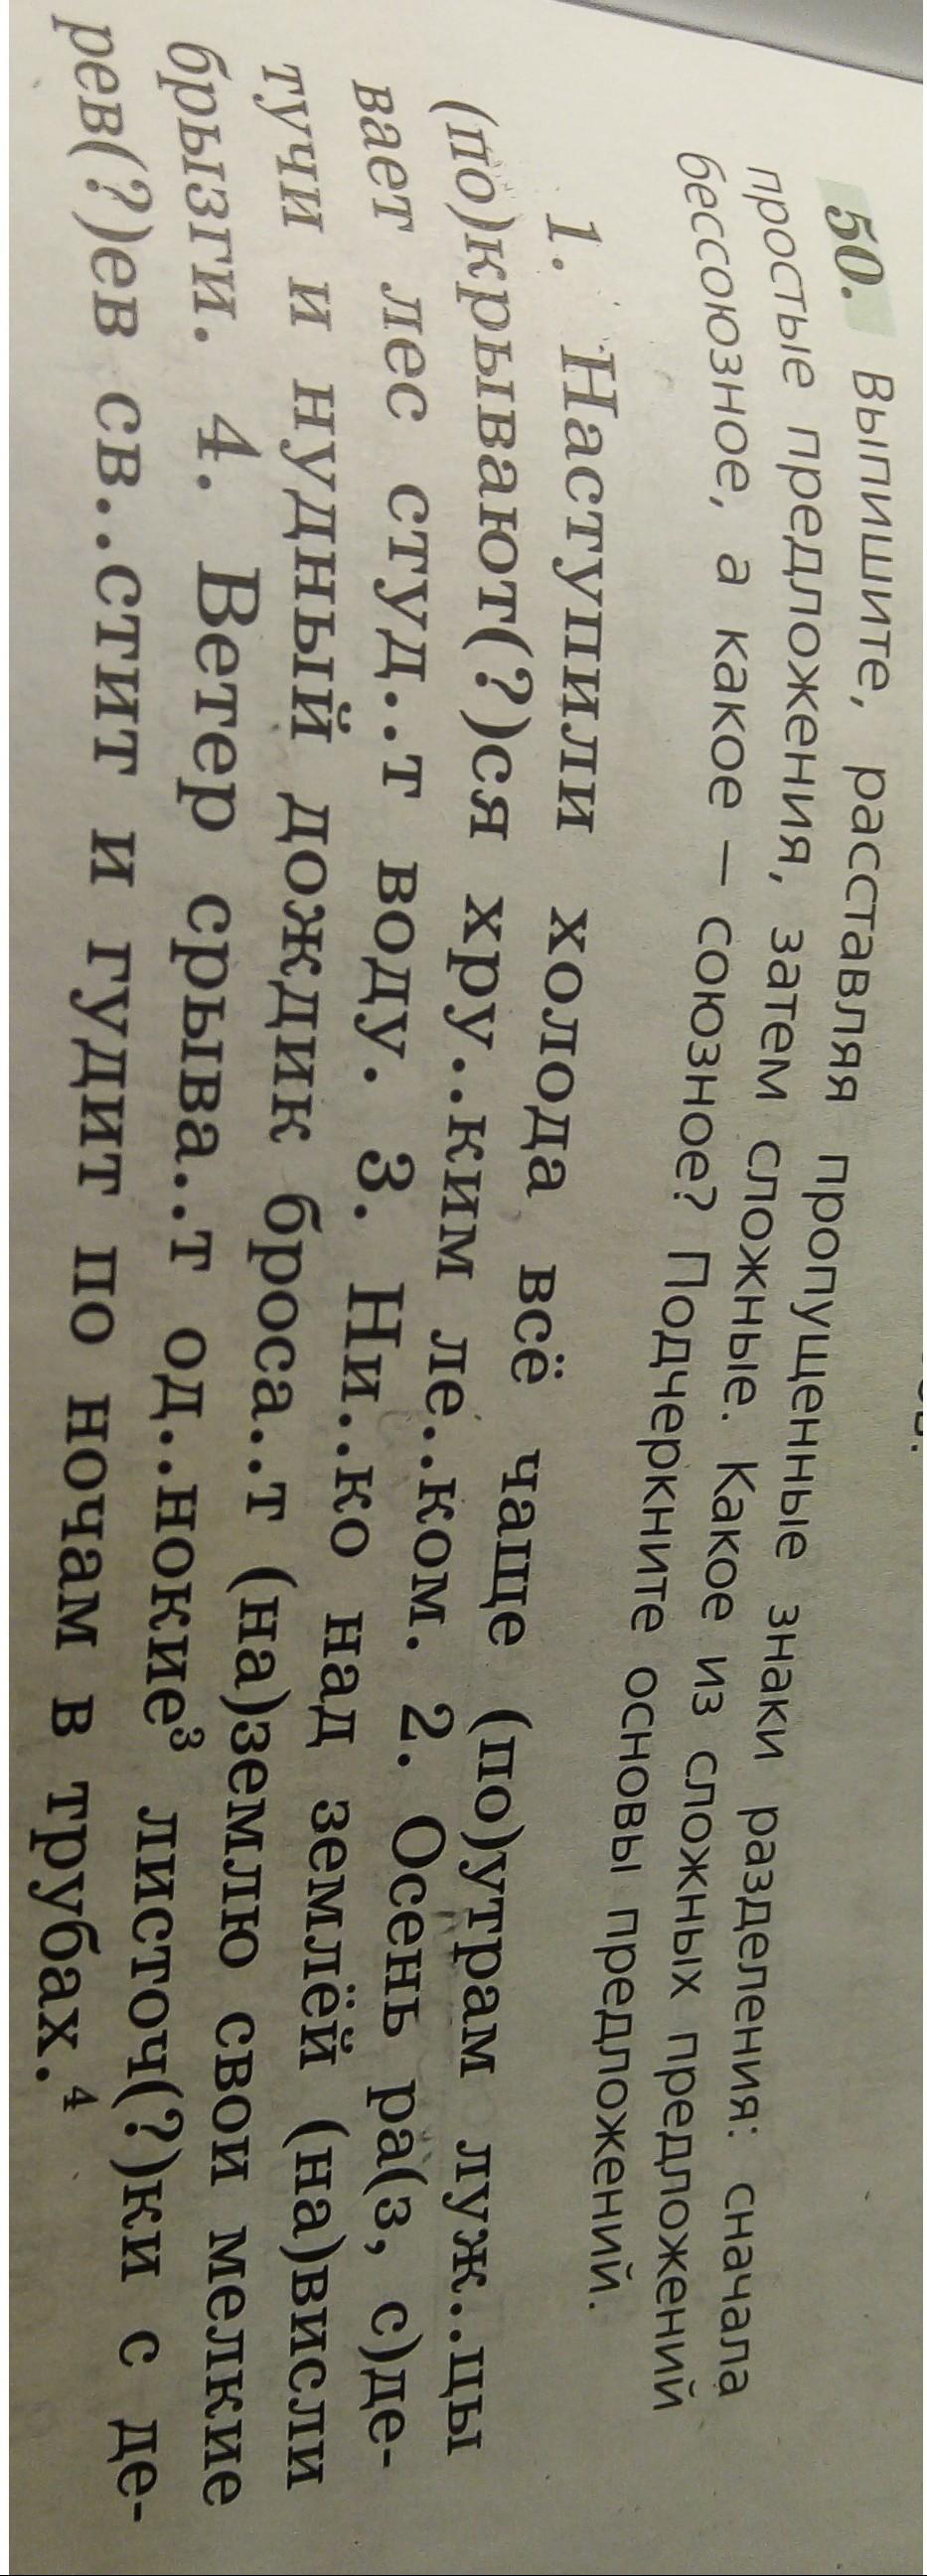 50. Выпишите, расставляя пропущенные знаки разделения: сначала
простые предложения, затем сложные. Какое из сложных предложений
бессоюзное, а какое — союзное? Подчеркните основы предложений.
1. Наступили холода всё чаще (по)утрам луж..цы
(по)крывают(?)ся хру..ким ле..ком. 2. Осень ра(з, с)де-
вает лес студ..т воду. 3. Ни..ко над землёй (на)висли
тучи и нудный дождик броса..т (на)землю свои мелкие
брызги. 4. Ветер срыва..т од..нокие³ листоч(?)ки с де-
рев(?)ев св..стит и гудит по ночам в трубах.⁴